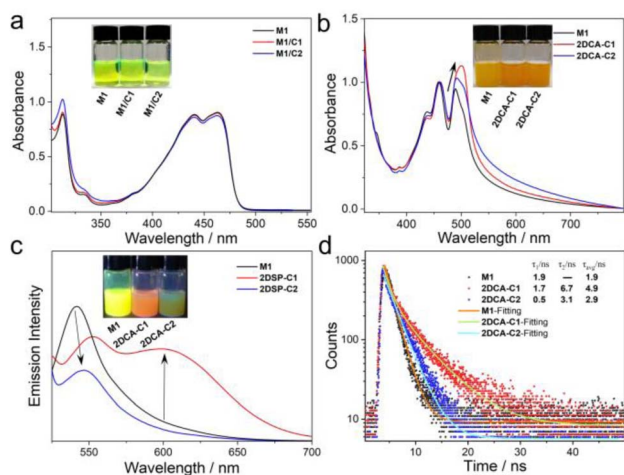 a
M1
M1/C1
M1/C2
M1
M1/C1
M1/C2
1.5
1.0
0.5
0.0
Absorbance
350
400
450
500
550
Wavelength / nm
b
M1
2DCA-C1
2DCA-C2
M1
2DCA-C1
2DCA-C2
1.5
1.0
0.5
0.0
Absorbance
400
500
600
700
Wavelength / nm
c
M1
2DSP-C1
2DSP-C2
M1
2DCA-C1
2DCA-C2
Emission Intensity
550
600
650
700
Wavelength / nm
d
τ₁/ns τ₂/ns τavg/ns
M1 1.9 — 1.9
2DCA-C1 1.7 6.7 4.9
2DCA-C2 0.5 3.1 2.9
M1-Fitting
2DCA-C1-Fitting
2DCA-C2-Fitting
1000
100
10
Counts
10
20
30
40
Time / ns